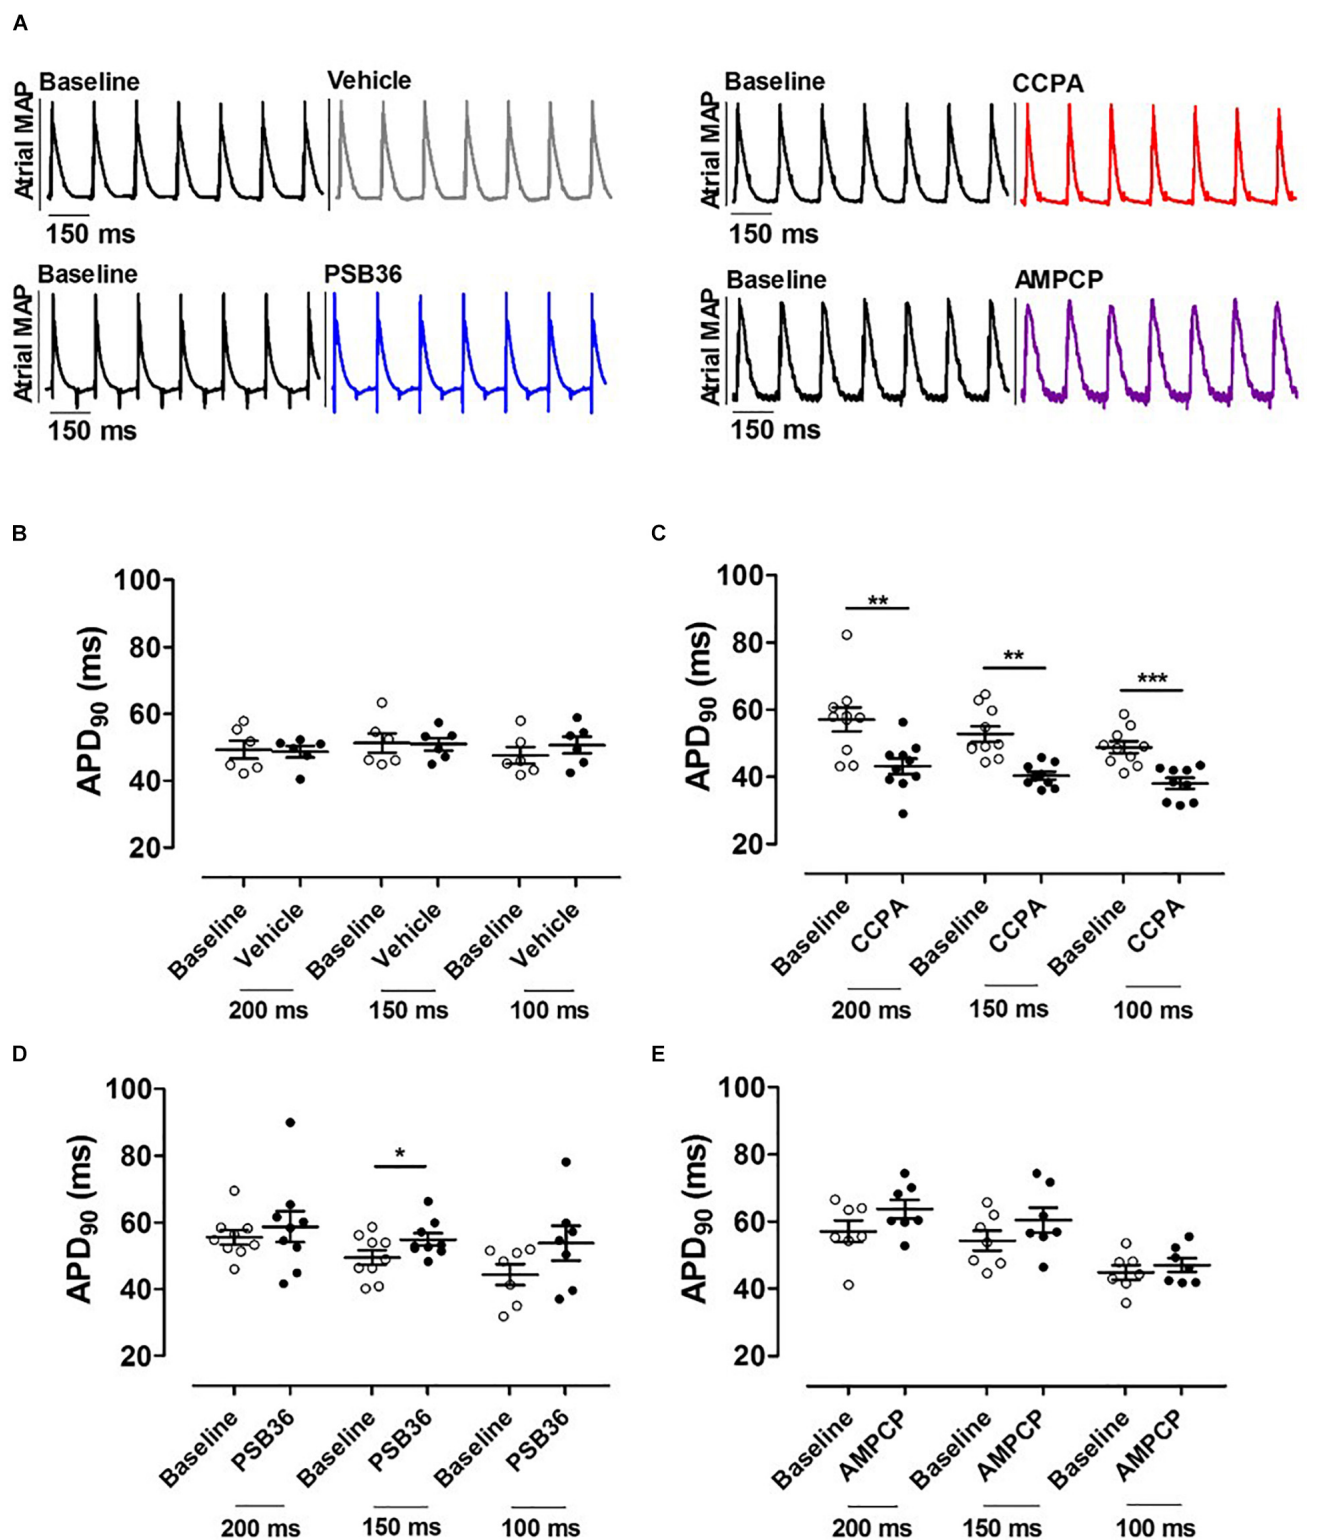 A
Baseline Vehicle
Atrial MAP
150 ms
Baseline CCPA
Atrial MAP
150 ms
Baseline PSB36
Atrial MAP
150 ms
Baseline AMPCP
Atrial MAP
150 ms
B
APD90 (ms)
100
80
60
40
20
Baseline Vehicle Baseline Vehicle Baseline Vehicle
200 ms 150 ms 100 ms
C
APD90 (ms)
100
80
60
40
20
** ** ***
Baseline CCPA Baseline CCPA Baseline CCPA
200 ms 150 ms 100 ms
D
APD90 (ms)
100
80
60
40
20
*
Baseline PSB36 Baseline PSB36 Baseline PSB36
200 ms 150 ms 100 ms
E
APD90 (ms)
100
80
60
40
20
Baseline AMPCP Baseline AMPCP Baseline AMPCP
200 ms 150 ms 100 ms